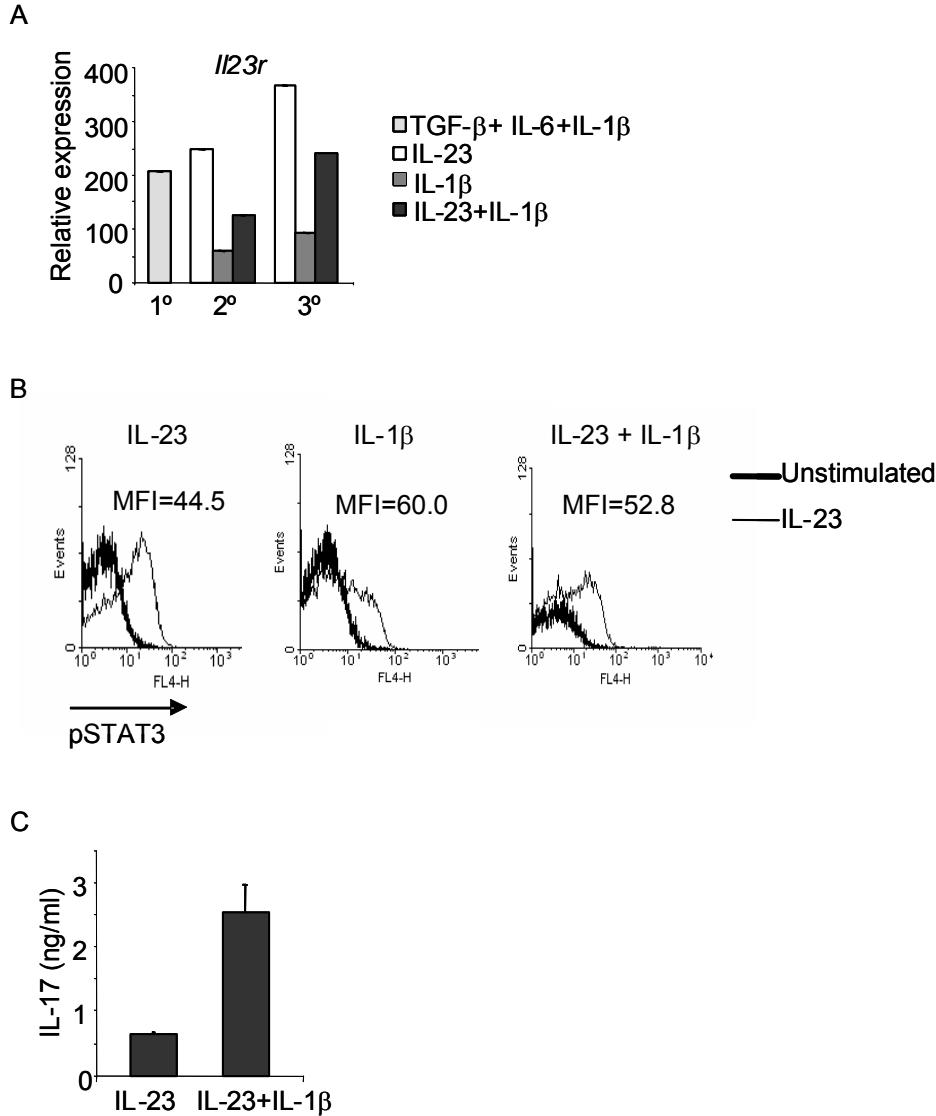 A
Il23r
Relative expression
400
300
200
100
0
1º 2º 3º
TGF-β+ IL-6+IL-1β
IL-23
IL-1β
IL-23+IL-1β
B
IL-23
128
MFI=44.5
Events
0
10⁰ 10¹ 10² 10³
FL4-H
pSTAT3
IL-1β
128
MFI=60.0
Events
0
10⁰ 10¹ 10² 10³
FL4-H
IL-23 + IL-1β
128
MFI=52.8
Events
0
10⁰ 10¹ 10² 10³ 10⁴
FL4-H
Unstimulated
IL-23
C
IL-17 (ng/ml)
3
2
1
0
IL-23 IL-23+IL-1β